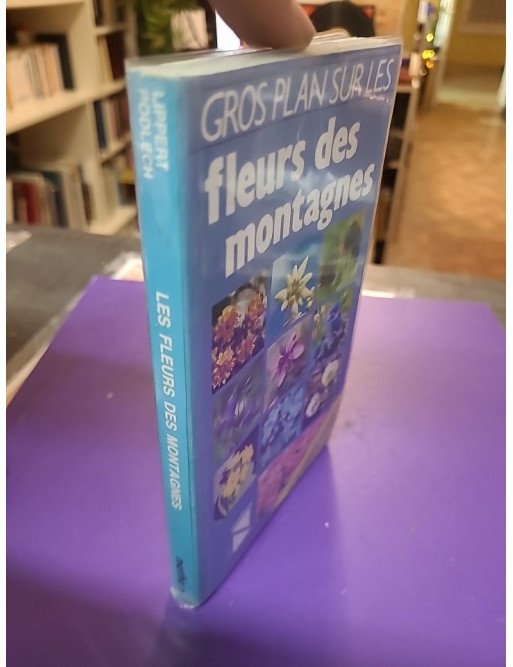 LIPPERT
PODLECH
LES FLEURS DES MONTAGNES
GROS PLAN SUR LES
fleurs des
montagnes